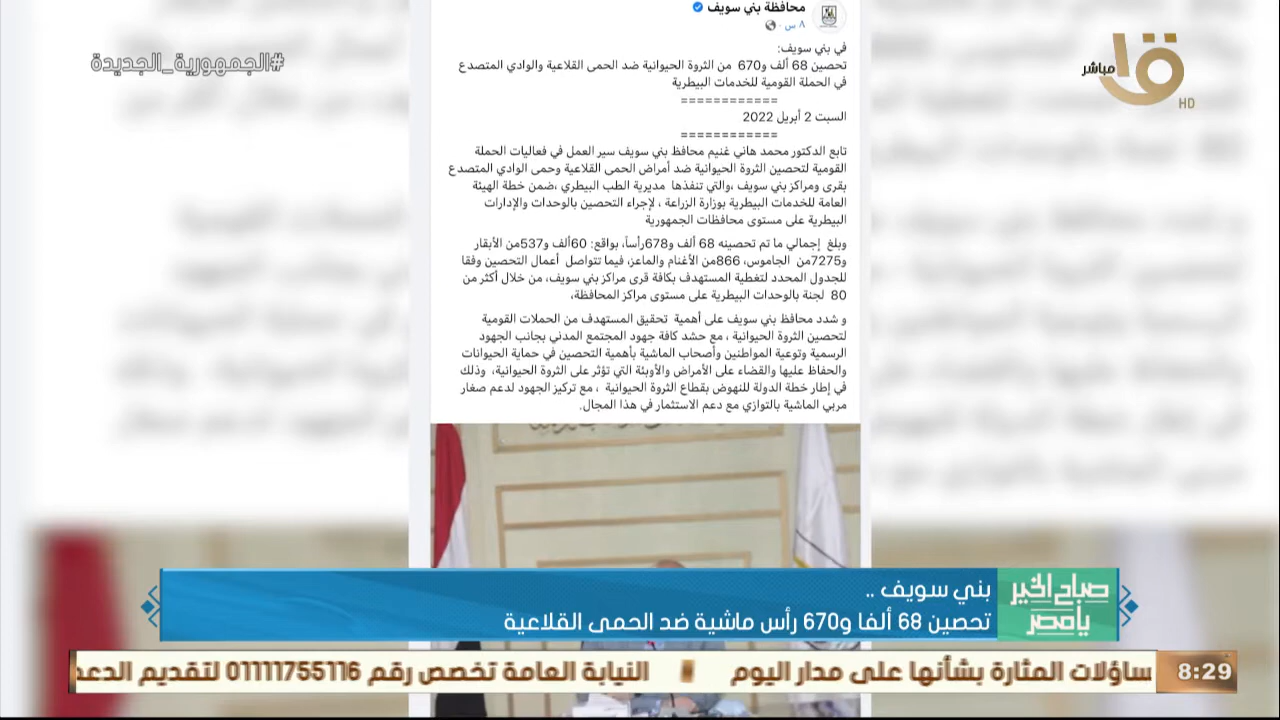 محافظة بني سويف
٨ س
#الجمهورية_الجديدة
مباشر
HD
في بني سويف:
تحصين 68 ألف و670 من الثروة الحيوانية ضد الحمى القلاعية والوادي المتصدع
في الحملة القومية للخدمات البيطرية
============
السبت 2 أبريل 2022
============
تابع الدكتور محمد هاني غنيم محافظ بني سويف سير العمل في فعاليات الحملة
القومية لتحصين الثروة الحيوانية ضد أمراض الحمى القلاعية وحمى الوادي المتصدع
بقرى ومراكز بني سويف ،والتي تنفذها مديرية الطب البيطري ،ضمن خطة الهيئة
العامة للخدمات البيطرية بوزارة الزراعة ، لإجراء التحصين بالوحدات والإدارات
البيطرية على مستوى محافظات الجمهورية
وبلغ إجمالي ما تم تحصينه 68 ألف و678رأساً، بواقع: 60ألف و537من الأبقار
و7275من الجاموس، 866من الأغنام والماعز، فيما تتواصل أعمال التحصين وفقا
للجدول المحدد لتغطية المستهدف بكافة قرى مراكز بني سويف، من خلال أكثر من
80 لجنة بالوحدات البيطرية على مستوى مراكز المحافظة،
و شدد محافظ بني سويف على أهمية تحقيق المستهدف من الحملات القومية
لتحصين الثروة الحيوانية ، مع حشد كافة جهود المجتمع المدني بجانب الجهود
الرسمية وتوعية المواطنين وأصحاب الماشية بأهمية التحصين في حماية الحيوانات
والحفاظ عليها والقضاء على الأمراض والأوبئة التي تؤثر على الثروة الحيوانية، وذلك
في إطار خطة الدولة للنهوض بقطاع الثروة الحيوانية ، مع تركيز الجهود لدعم صغار
مربي الماشية بالتوازي مع دعم الاستثمار في هذا المجال.
صباح الخير
يا مصر
بني سويف ..
تحصين 68 ألفا و670 رأس ماشية ضد الحمى القلاعية
8:29
ساؤلات المثارة بشأنها على مدار اليوم
النيابة العامة تخصص رقم 01111755116 لتقديم الدعم